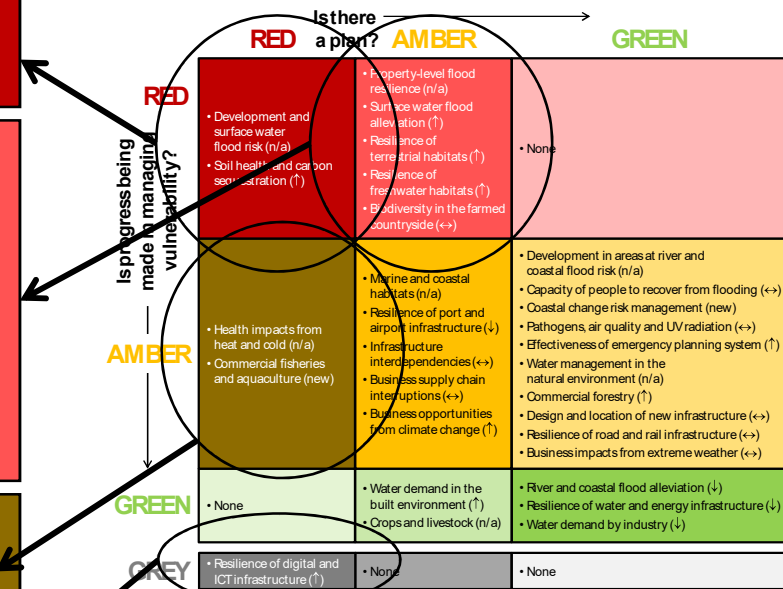 Is there
a plan?
RED
AMBER
GREEN
Is progress being
made in managing
vulnerability?
RED
• Development and
surface water
flood risk (n/a)
• Soil health and carbon
sequestration (↑)
• Property-level flood
resilience (n/a)
• Surface water flood
alleviation (↑)
• Resilience of
terrestrial habitats (↑)
• Resilience of
freshwater habitats (↑)
• Biodiversity in the farmed
countryside (↔)
• None
AMBER
• Health impacts from
heat and cold (n/a)
• Commercial fisheries
and aquaculture (new)
• Marine and coastal
habitats (n/a)
• Resilience of port and
airport infrastructure (↓)
• Infrastructure
interdependencies (↔)
• Business supply chain
interruptions (↔)
• Business opportunities
from climate change (↑)
• Development in areas at river and
coastal flood risk (n/a)
• Capacity of people to recover from flooding (↔)
• Coastal change risk management (new)
• Pathogens, air quality and UV radiation (↔)
• Effectiveness of emergency planning system (↑)
• Water management in the
natural environment (n/a)
• Commercial forestry (↑)
• Design and location of new infrastructure (↔)
• Resilience of road and rail infrastructure (↔)
• Business impacts from extreme weather (↔)
GREEN
• None
• Water demand in the
built environment (↑)
• Crops and livestock (n/a)
• River and coastal flood alleviation (↓)
• Resilience of water and energy infrastructure (↓)
• Water demand by industry (↓)
GREY
• Resilience of digital and
ICT infrastructure (↑)
• None
• None